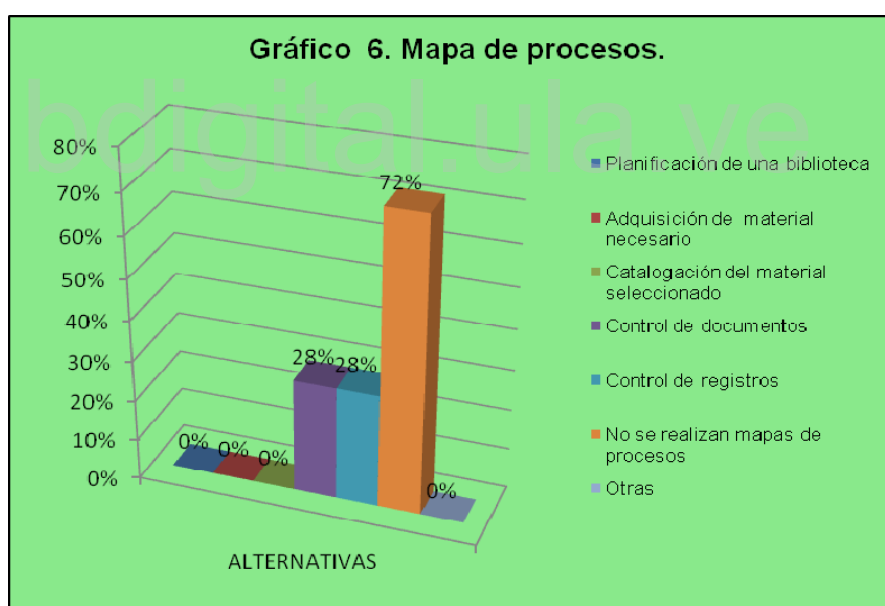 Gráfico 6. Mapa de procesos.
bdigital.ula.ve
80%
70%
60%
50%
40%
30%
20%
10%
0%
0%
0%
0%
28%
28%
72%
0%
ALTERNATIVAS
Planificación de una biblioteca
Adquisición de material
necesario
Catalogación del material
seleccionado
Control de documentos
Control de registros
No se realizan mapas de
procesos
Otras